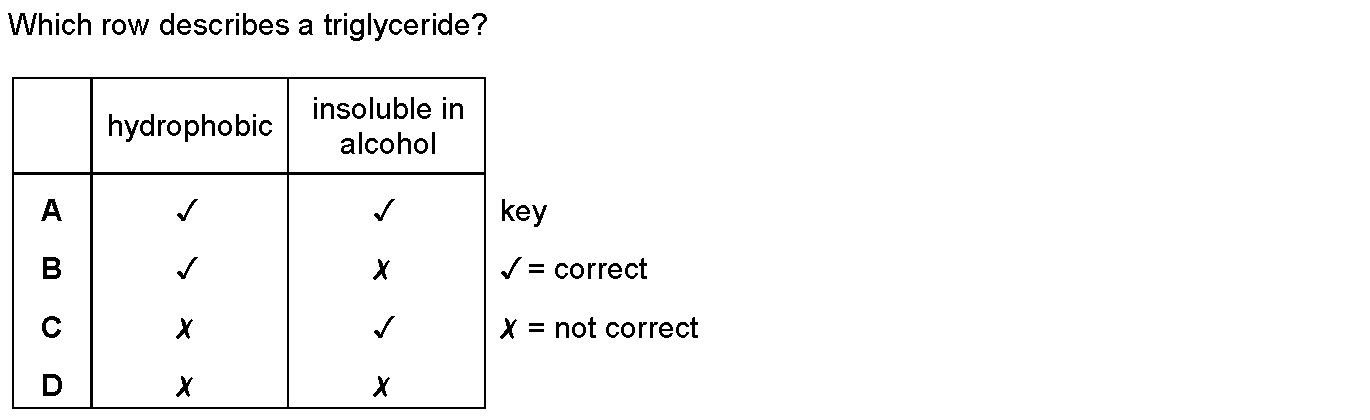 Which row describes a triglyceride?
hydrophobic insoluble in
alcohol
A ✓ ✓ key
B ✓ ✗ ✓ = correct
C ✗ ✓ ✗ = not correct
D ✗ ✗